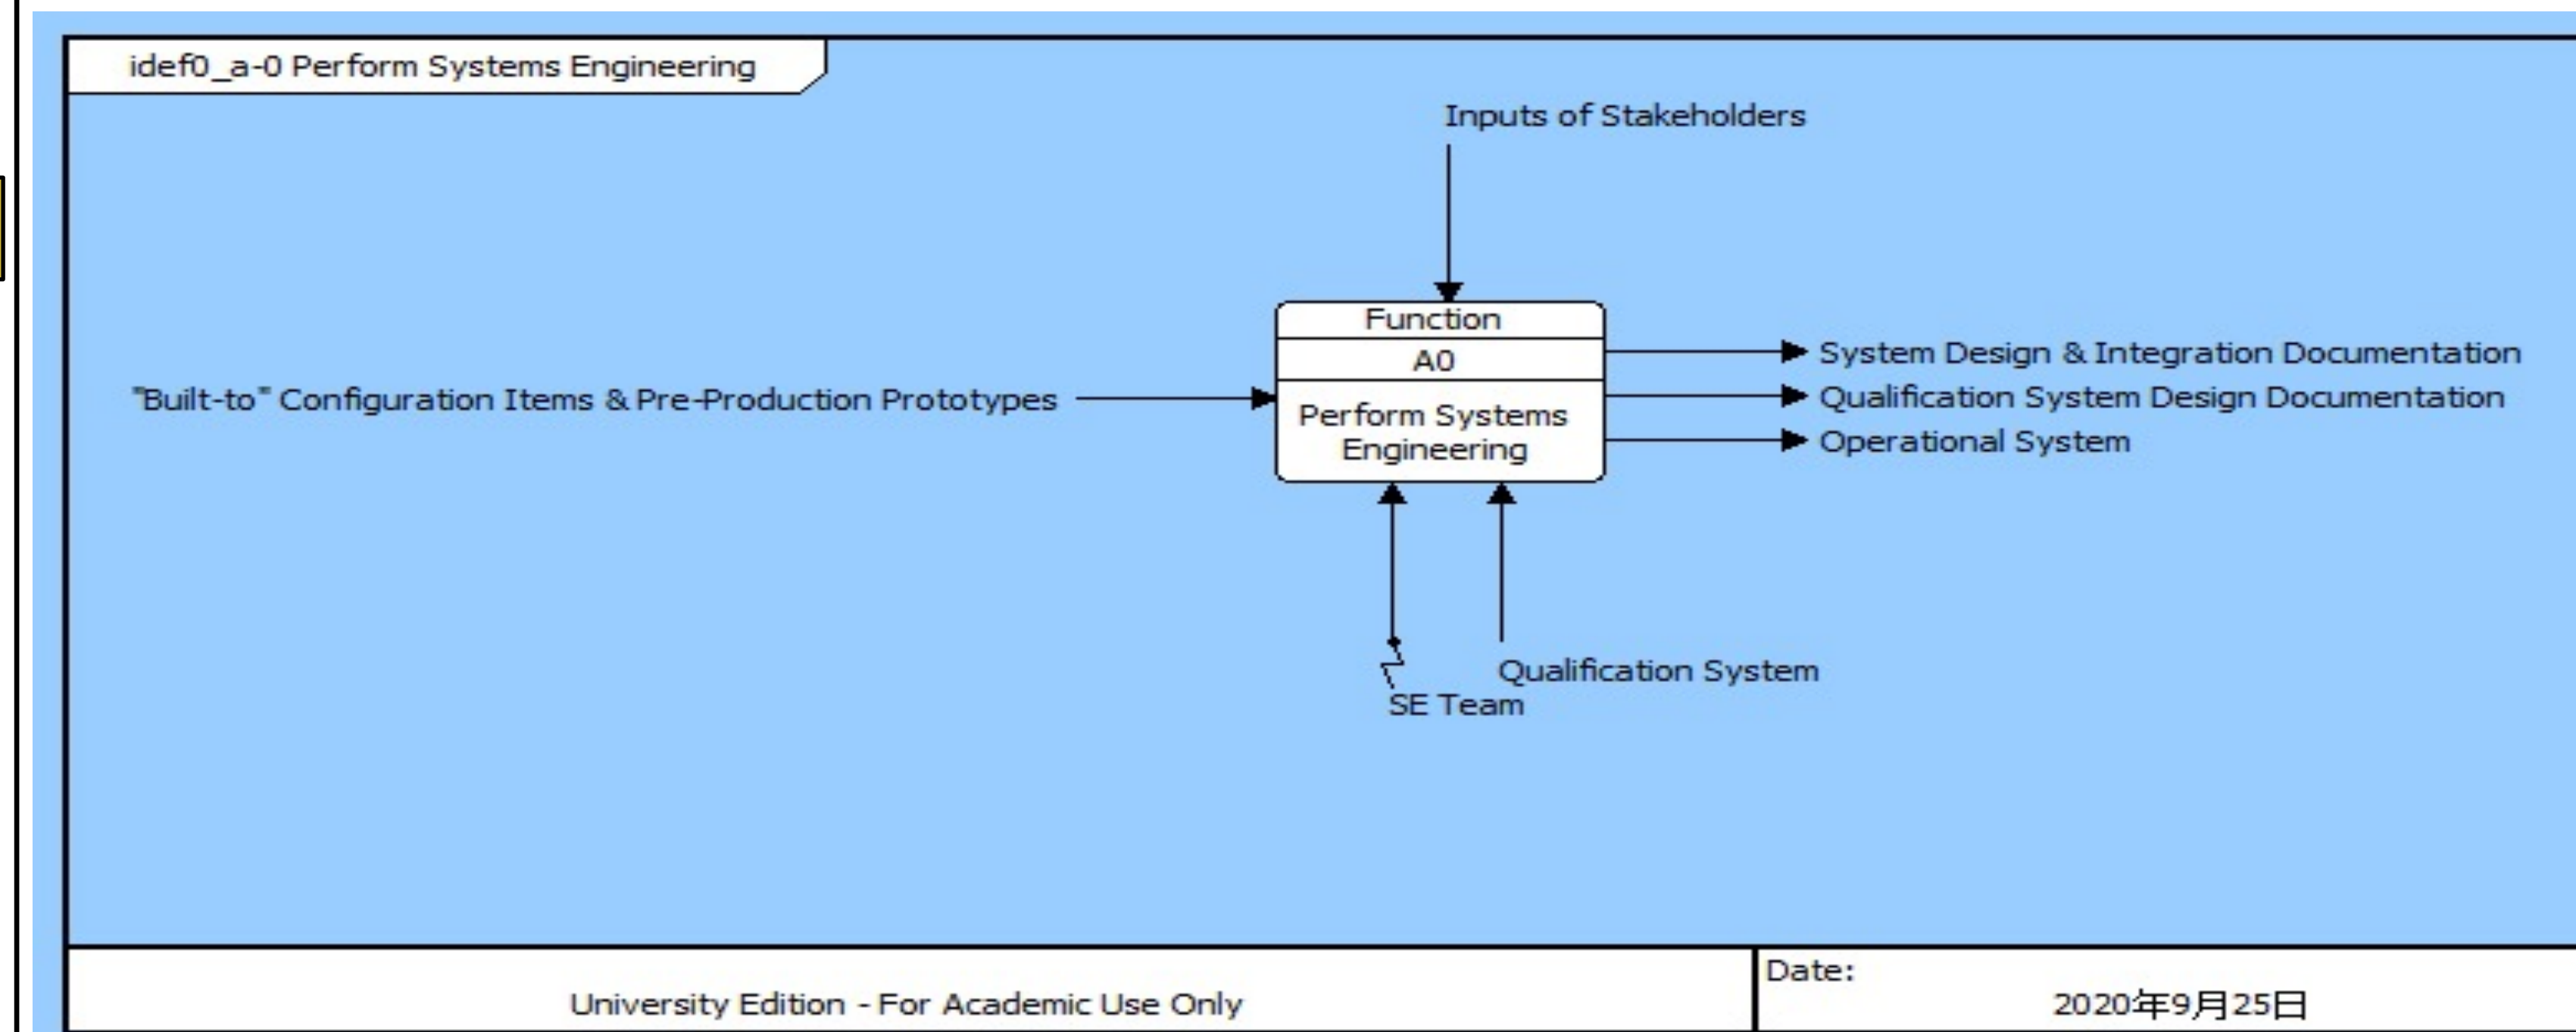 idef0_a-0 Perform Systems Engineering
Inputs of Stakeholders
Function
A0
Perform Systems
Engineering
"Built-to" Configuration Items & Pre-Production Prototypes
System Design & Integration Documentation
Qualification System Design Documentation
Operational System
Qualification System
SE Team
University Edition - For Academic Use Only
Date:
2020年9月25日